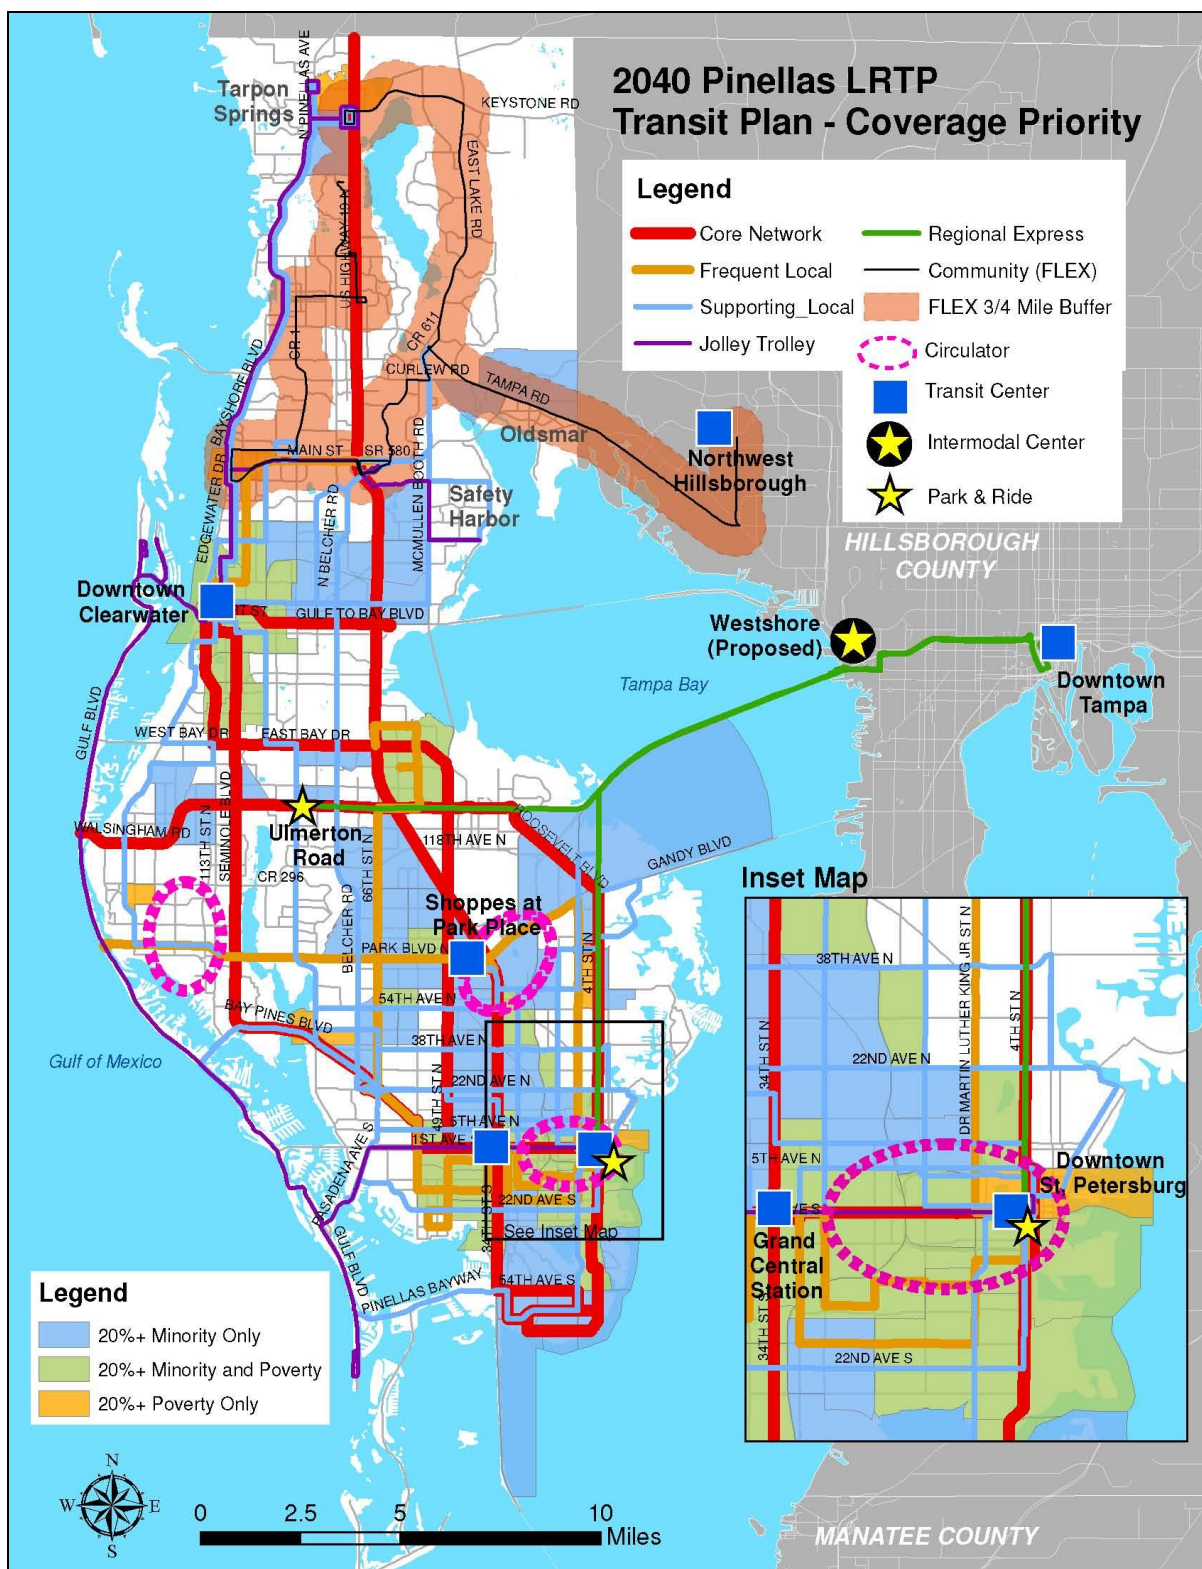 2040 Pinellas LRTP
Transit Plan - Coverage Priority
Legend
Core Network
Frequent Local
Supporting_Local
Jolley Trolley
Regional Express
Community (FLEX)
FLEX 3/4 Mile Buffer
Circulator
Transit Center
Intermodal Center
Park & Ride
N PINELLAS AVE
Tarpon
Springs
KEYSTONE RD
EAST LAKE RD
US HIGHWAY 19 N
CR 1
CR 611
CURLEW RD
TAMPA RD
Oldsmar
Northwest
Hillsborough
EDGEWATER DR BAYSHORE BLVD
MAIN ST
SR 580
N BELCHER RD
MCMULLEN BOOTH RD
Safety
Harbor
HILLSBOROUGH
COUNTY
Downtown
Clearwater
ST
GULF TO BAY BLVD
Westshore
(Proposed)
Tampa Bay
Downtown
Tampa
GULF BLVD
WEST BAY DR
EAST BAY DR
WALSINGHAM RD
113TH ST N
SEMINOLE BLVD
Ulmerton
Road
CR 296
66TH ST N
118TH AVE N
ROOSEVELT BLVD
GANDY BLVD
BELCHER RD
Shoppes at
Park Place
PARK BLVD N
4TH ST N
54TH AVE N
BAY PINES BLVD
38TH AVE N
Gulf of Mexico
49TH ST N
22ND AVE N
5TH AVE N
1ST AVE
PASADENA AVE S
22ND AVE S
34TH ST S
See Inset Map
GULF BLVD
PINELLAS BAYWAY
54TH AVE S
Inset Map
38TH AVE N
DR MARTIN LUTHER KING JR ST N
4TH ST N
34TH ST N
22ND AVE N
5TH AVE N
Downtown
St. Petersburg
VE S
Grand
Central
Station
34TH ST S
22ND AVE S
Legend
20%+ Minority Only
20%+ Minority and Poverty
20%+ Poverty Only
N
W
E
S
0 2.5 5 10
Miles
MANATEE COUNTY